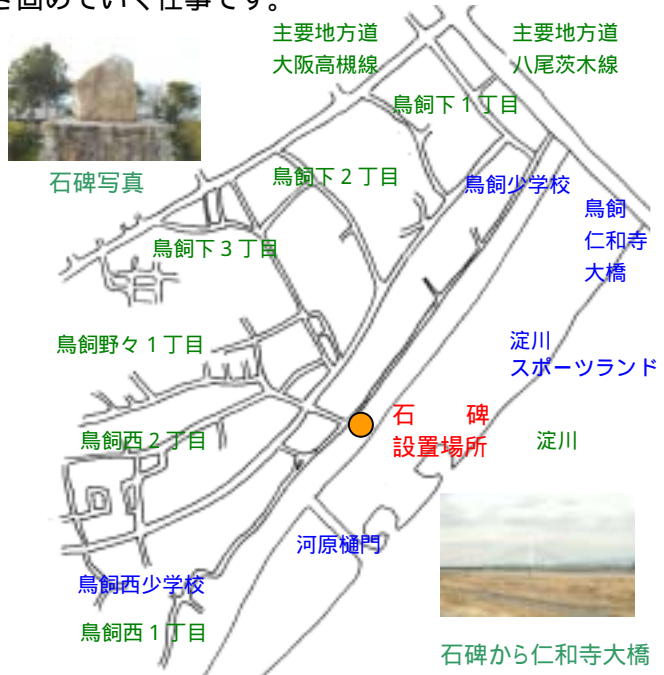 き固めていく仕事です。
主要地方道
大阪高槻線
主要地方道
八尾茨木線
鳥飼下1丁目
石碑写真
鳥飼下2丁目
鳥飼少学校
鳥飼
仁和寺
大橋
鳥飼下3丁目
鳥飼野々1丁目
淀川
スポーツランド
石　碑
設置場所
鳥飼西2丁目
淀川
河原樋門
鳥飼西少学校
鳥飼西1丁目
石碑から仁和寺大橋